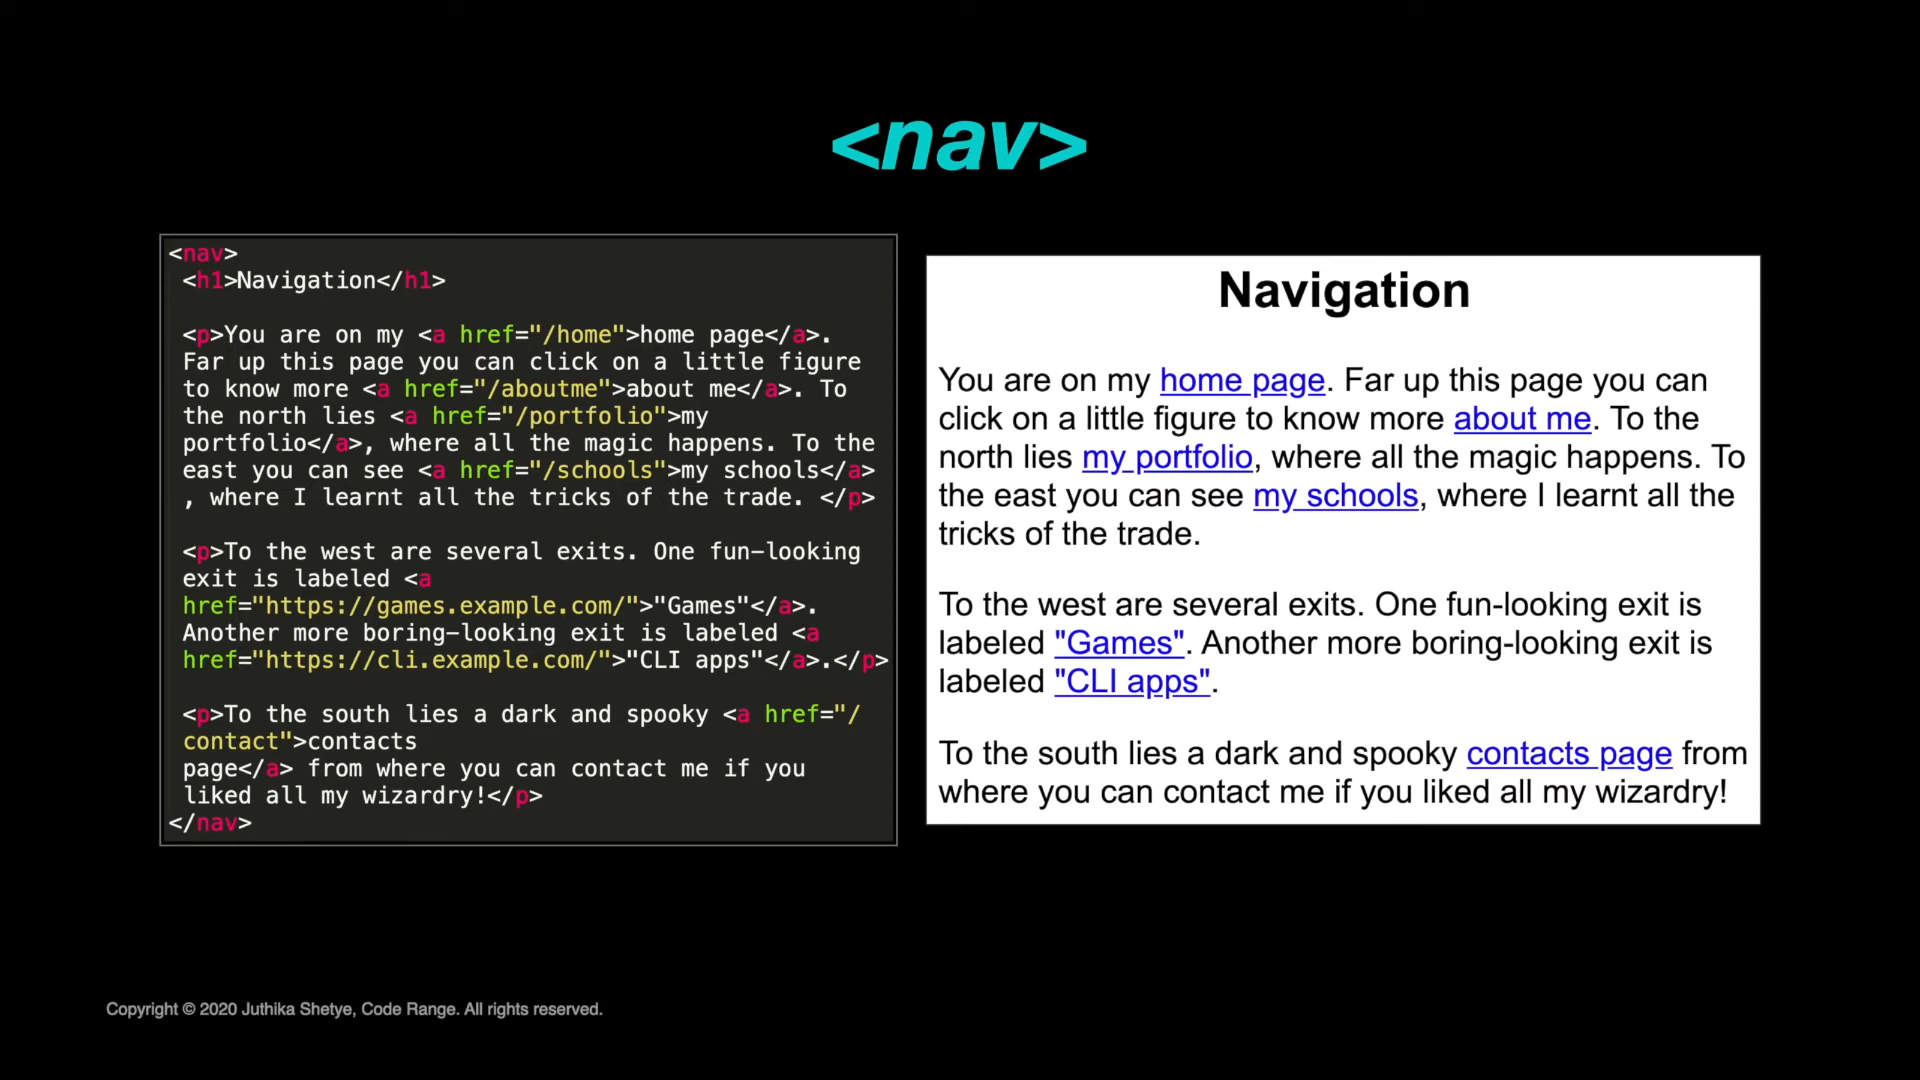 <nav>
<nav>
<h1>Navigation</h1>
<p>You are on my <a href="/home">home page</a>.
Far up this page you can click on a little figure
to know more <a href="/aboutme">about me</a>. To
the north lies <a href="/portfolio">my
portfolio</a>, where all the magic happens. To the
east you can see <a href="/schools">my schools</a>
, where I learnt all the tricks of the trade. </p>
<p>To the west are several exits. One fun-looking
exit is labeled <a
href="https://games.example.com/">"Games"</a>.
Another more boring-looking exit is labeled <a
href="https://cli.example.com/">"CLI apps"</a>.</p>
<p>To the south lies a dark and spooky <a href="/
contact">contacts
page</a> from where you can contact me if you
liked all my wizardry!</p>
</nav>
Navigation
You are on my home page. Far up this page you can
click on a little figure to know more about me. To the
north lies my portfolio, where all the magic happens. To
the east you can see my schools, where I learnt all the
tricks of the trade.
To the west are several exits. One fun-looking exit is
labeled "Games". Another more boring-looking exit is
labeled "CLI apps".
To the south lies a dark and spooky contacts page from
where you can contact me if you liked all my wizardry!
Copyright © 2020 Juthika Shetye, Code Range. All rights reserved.